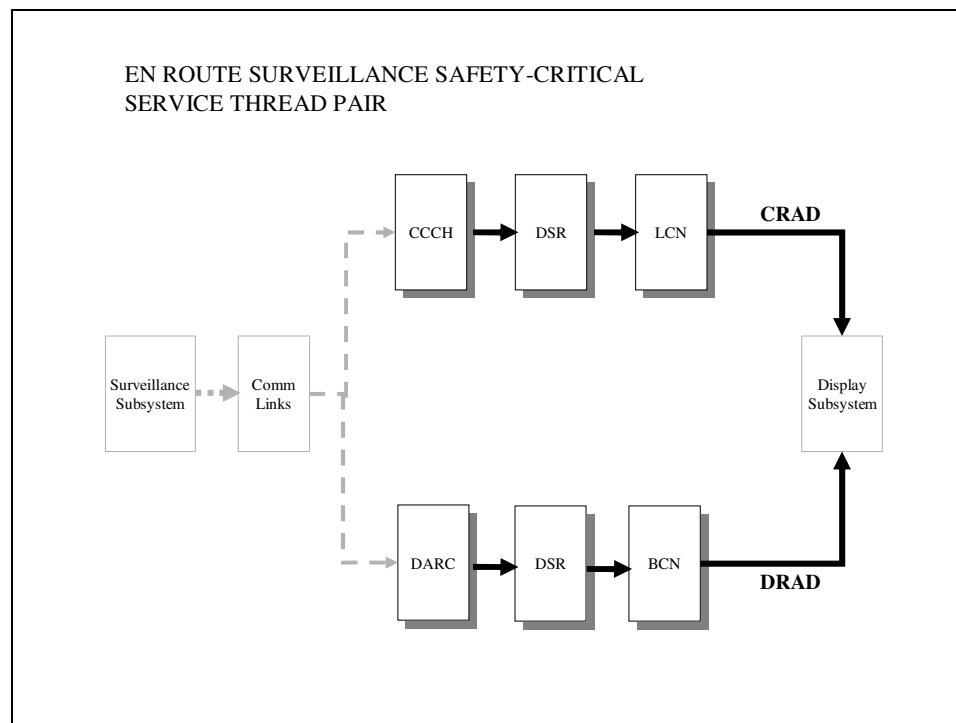 EN ROUTE SURVEILLANCE SAFETY-CRITICAL
SERVICE THREAD PAIR
CCCH
DSR
LCN
CRAD
Surveillance
Subsystem
Comm
Links
Display
Subsystem
DARC
DSR
BCN
DRAD